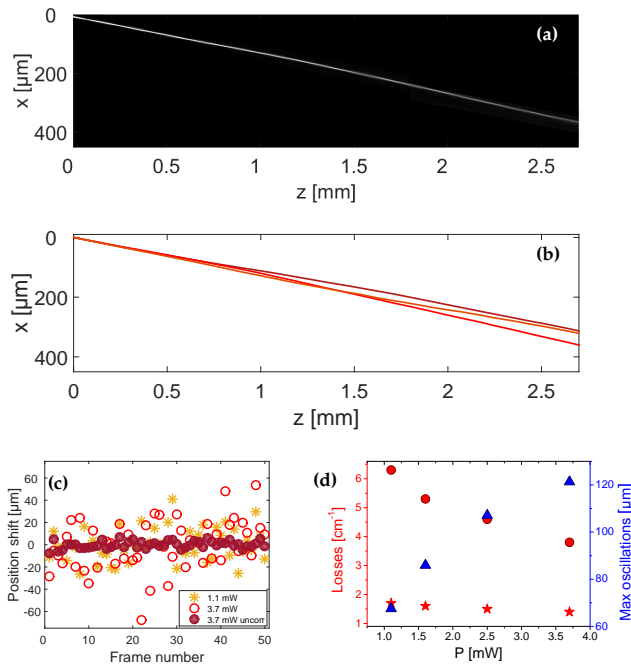 0
200
400
x [µm]
(a)
0 0.5 1 1.5 2 2.5
z [mm]
0
200
400
x [µm]
(b)
0 0.5 1 1.5 2 2.5
z [mm]
60
40
20
0
-20
-40
-60
Position shift [µm]
(c)
1.1 mW
3.7 mW
3.7 mW uncorr
0 10 20 30 40 50
Frame number
(d)
6
5
4
3
2
1
Losses [cm⁻¹]
120
100
80
60
Max oscillations [µm]
1.0 1.5 2.0 2.5 3.0 3.5 4.0
P [mW]